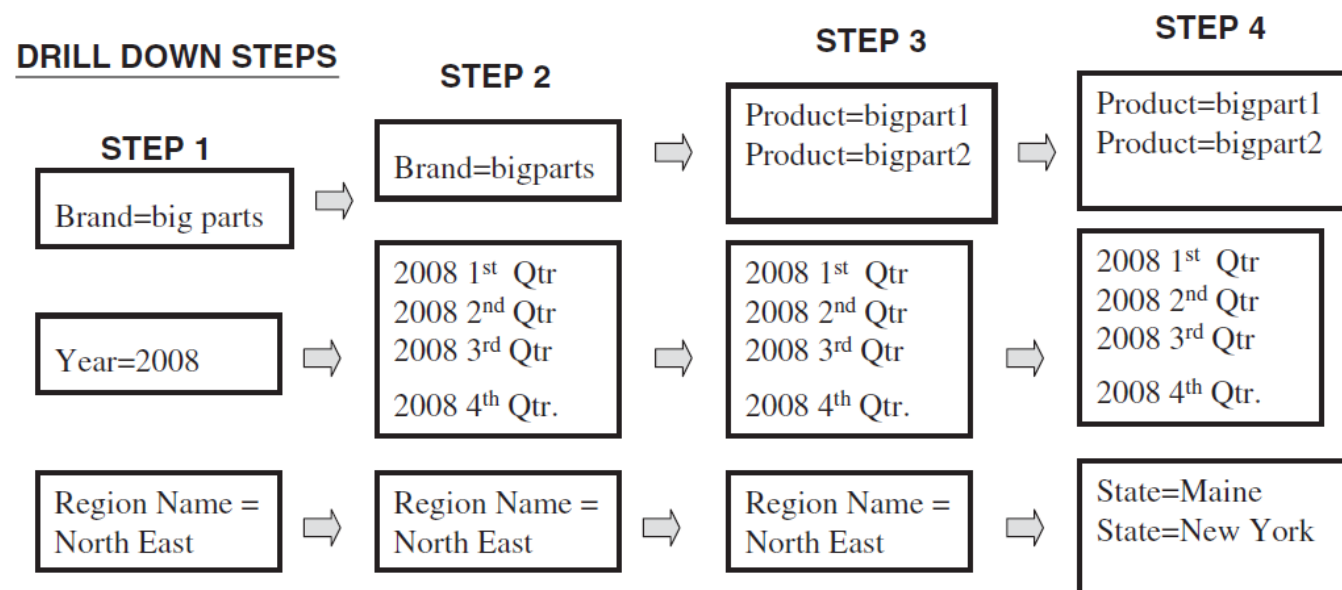 DRILL DOWN STEPS
STEP 1
Brand=big parts
Year=2008
Region Name =
North East
STEP 2
Brand=bigparts
2008 1st Qtr
2008 2nd Qtr
2008 3rd Qtr
2008 4th Qtr.
Region Name =
North East
STEP 3
Product=bigpart1
Product=bigpart2
2008 1st Qtr
2008 2nd Qtr
2008 3rd Qtr
2008 4th Qtr.
Region Name =
North East
STEP 4
Product=bigpart1
Product=bigpart2
2008 1st Qtr
2008 2nd Qtr
2008 3rd Qtr
2008 4th Qtr.
State=Maine
State=New York